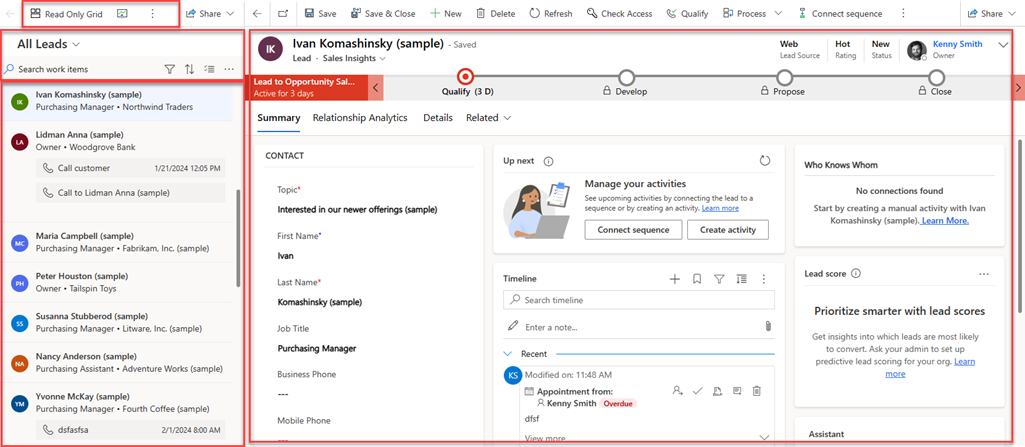 Read Only Grid
Share
Save
Save & Close
New
Delete
Refresh
Check Access
Qualify
Process
Connect sequence
Share
All Leads
Search work items
IK
Ivan Komashinsky (sample)
Purchasing Manager • Northwind Traders
LA
Lidman Anna (sample)
Owner • Woodgrove Bank
Call customer 1/21/2024 12:05 PM
Call to Lidman Anna (sample)
MC
Maria Campbell (sample)
Purchasing Manager • Fabrikam, Inc. (sample)
PH
Peter Houston (sample)
Owner • Tailspin Toys
SS
Susanna Stubberod (sample)
Purchasing Manager • Litware, Inc. (sample)
NA
Nancy Anderson (sample)
Purchasing Assistant • Adventure Works (sample)
YM
Yvonne McKay (sample)
Purchasing Manager • Fourth Coffee (sample)
dsfasfsa 2/1/2024 8:00 AM
IK
Ivan Komashinsky (sample) - Saved
Lead · Sales Insights
Web
Lead Source
Hot
Rating
New
Status
Kenny Smith
Owner
Lead to Opportunity Sal...
Active for 3 days
Qualify (3 D)
Develop
Propose
Close
Summary
Relationship Analytics
Details
Related
CONTACT
Topic*
Interested in our newer offerings (sample)
First Name*
Ivan
Last Name*
Komashinsky (sample)
Job Title
Purchasing Manager
Business Phone
---
Mobile Phone
---
Up next
Manage your activities
See upcoming activities by connecting the lead to a
sequence or by creating an activity. Learn more
Connect sequence
Create activity
Timeline
Search timeline
Enter a note...
Recent
KS
Modified on: 11:48 AM
Appointment from:
Kenny Smith Overdue
dfsf
View more
Who Knows Whom
No connections found
Start by creating a manual activity with Ivan
Komashinsky (sample). Learn More.
Lead score
Prioritize smarter with lead scores
Get insights into which leads are most likely
to convert. Ask your admin to set up
predictive lead scoring for your org. Learn
more
Assistant